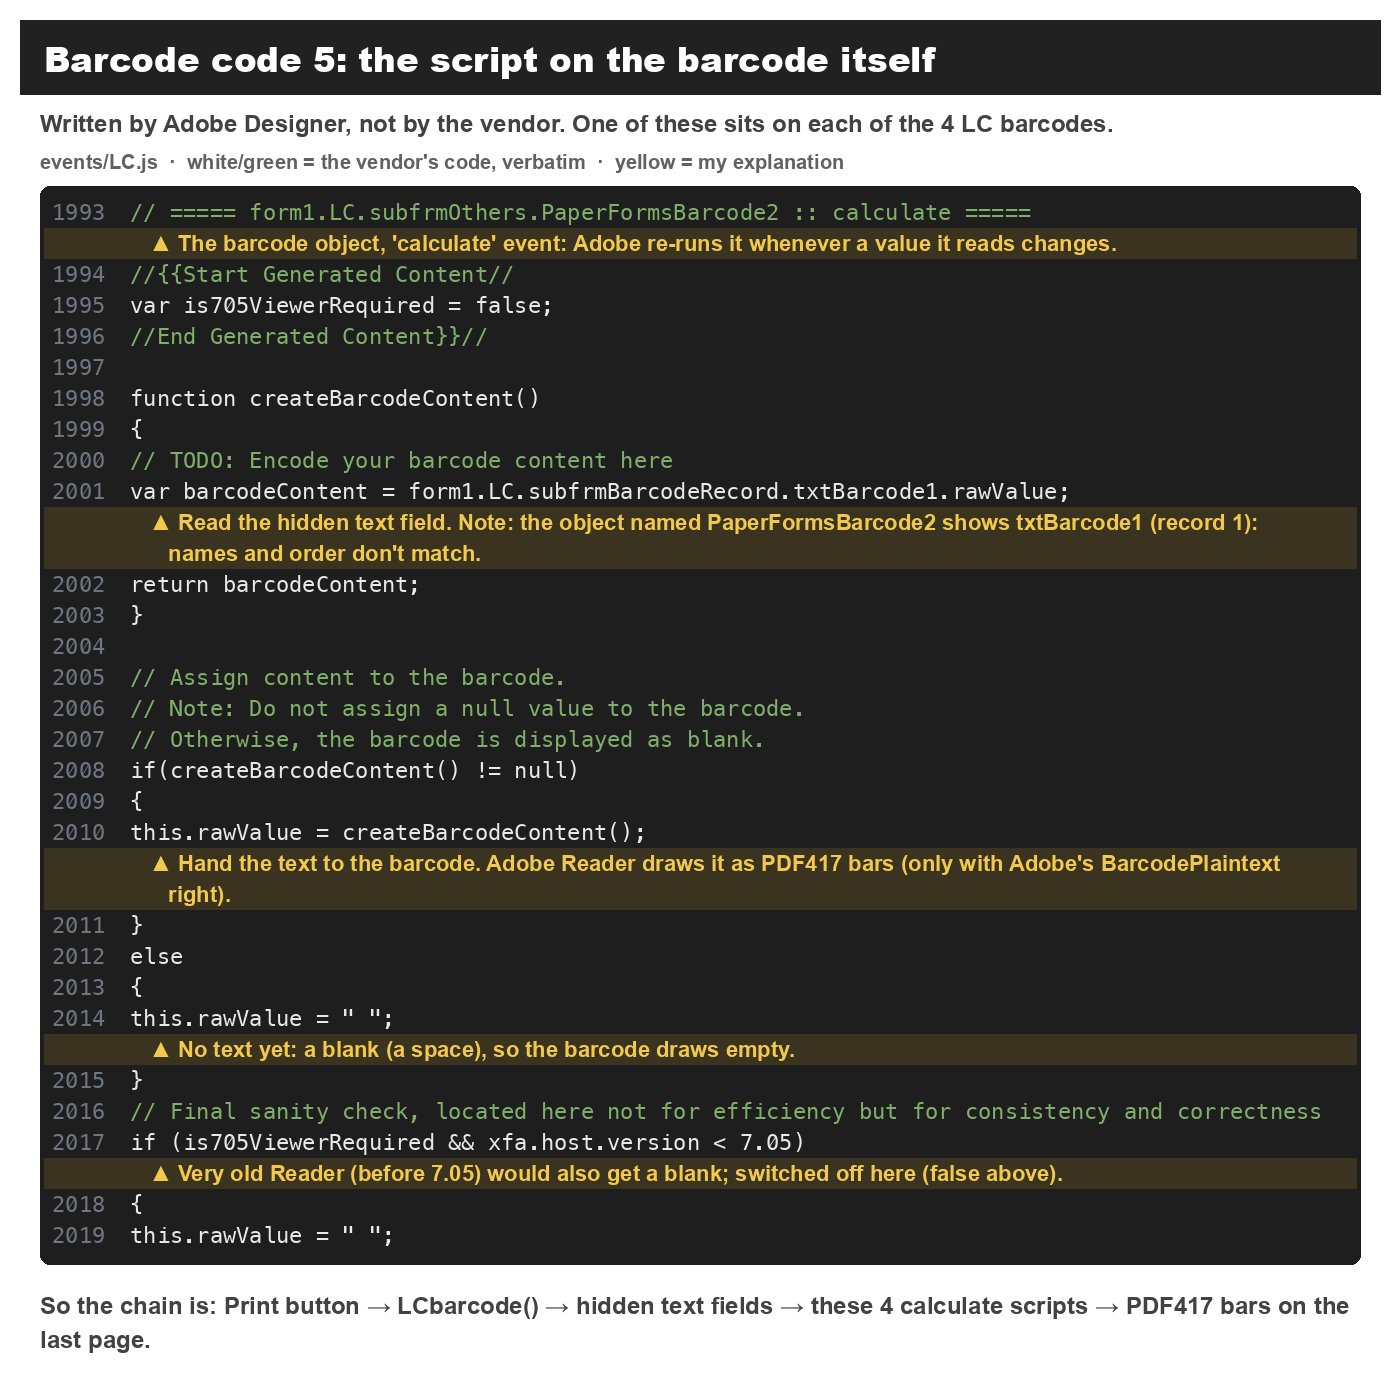 Barcode code 5: the script on the barcode itself
Written by Adobe Designer, not by the vendor. One of these sits on each of the 4 LC barcodes.
events/LC.js · white/green = the vendor's code, verbatim · yellow = my explanation
1993 // ===== form1.LC.subfrmOthers.PaperFormsBarcode2 :: calculate =====
▲ The barcode object, 'calculate' event: Adobe re-runs it whenever a value it reads changes.
1994 //{{Start Generated Content//
1995 var is705ViewerRequired = false;
1996 //End Generated Content}}//
1997
1998 function createBarcodeContent()
1999 {
2000 // TODO: Encode your barcode content here
2001 var barcodeContent = form1.LC.subfrmBarcodeRecord.txtBarcode1.rawValue;
▲ Read the hidden text field. Note: the object named PaperFormsBarcode2 shows txtBarcode1 (record 1):
names and order don't match.
2002 return barcodeContent;
2003 }
2004
2005 // Assign content to the barcode.
2006 // Note: Do not assign a null value to the barcode.
2007 // Otherwise, the barcode is displayed as blank.
2008 if(createBarcodeContent() != null)
2009 {
2010 this.rawValue = createBarcodeContent();
▲ Hand the text to the barcode. Adobe Reader draws it as PDF417 bars (only with Adobe's BarcodePlaintext
right).
2011 }
2012 else
2013 {
2014 this.rawValue = " ";
▲ No text yet: a blank (a space), so the barcode draws empty.
2015 }
2016 // Final sanity check, located here not for efficiency but for consistency and correctness
2017 if (is705ViewerRequired && xfa.host.version < 7.05)
▲ Very old Reader (before 7.05) would also get a blank; switched off here (false above).
2018 {
2019 this.rawValue = " ";
So the chain is: Print button → LCbarcode() → hidden text fields → these 4 calculate scripts → PDF417 bars on the
last page.